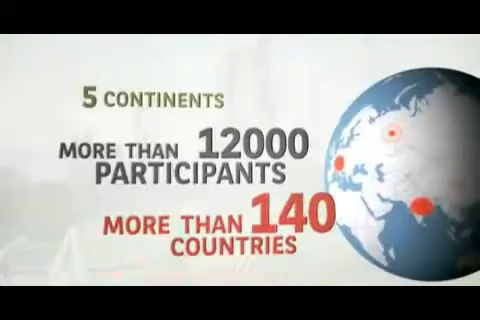 5 CONTINENTS
MORE THAN 12000
PARTICIPANTS
MORE THAN 140
COUNTRIES